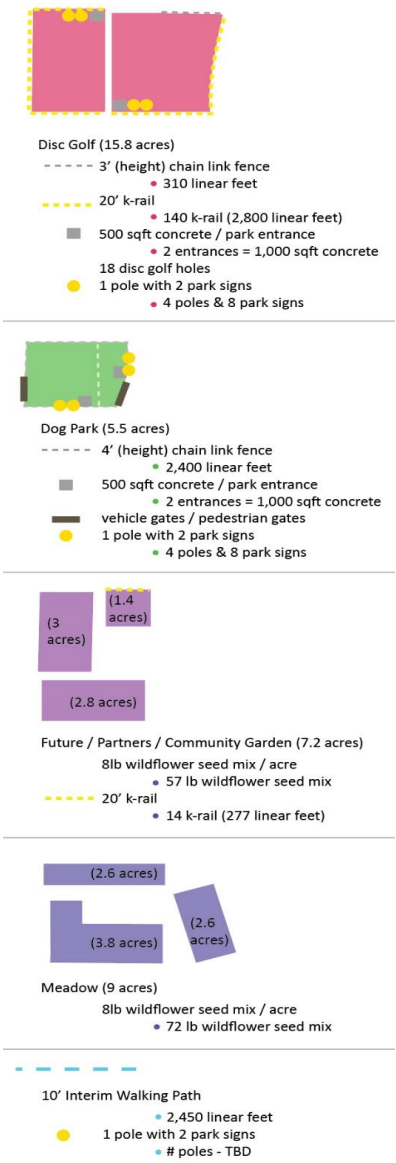 Disc Golf (15.8 acres)
3' (height) chain link fence
• 310 linear feet
20' k-rail
• 140 k-rail (2,800 linear feet)
500 sqft concrete / park entrance
• 2 entrances = 1,000 sqft concrete
18 disc golf holes
1 pole with 2 park signs
• 4 poles & 8 park signs
Dog Park (5.5 acres)
4' (height) chain link fence
• 2,400 linear feet
500 sqft concrete / park entrance
• 2 entrances = 1,000 sqft concrete
vehicle gates / pedestrian gates
1 pole with 2 park signs
• 4 poles & 8 park signs
(3
acres)
(1.4
acres)
(2.8 acres)
Future / Partners / Community Garden (7.2 acres)
8lb wildflower seed mix / acre
• 57 lb wildflower seed mix
20' k-rail
• 14 k-rail (277 linear feet)
(2.6 acres)
(3.8 acres)
(2.6
acres)
Meadow (9 acres)
8lb wildflower seed mix / acre
• 72 lb wildflower seed mix
10' Interim Walking Path
• 2,450 linear feet
1 pole with 2 park signs
• # poles - TBD